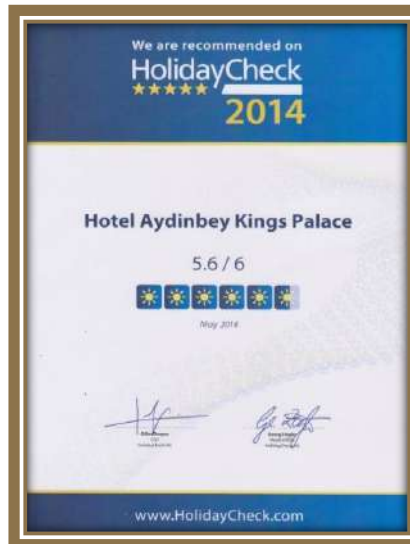 We are recommended on
HolidayCheck
2014
Hotel Aydinbey Kings Palace
5.6 / 6
May 2014
www.HolidayCheck.com